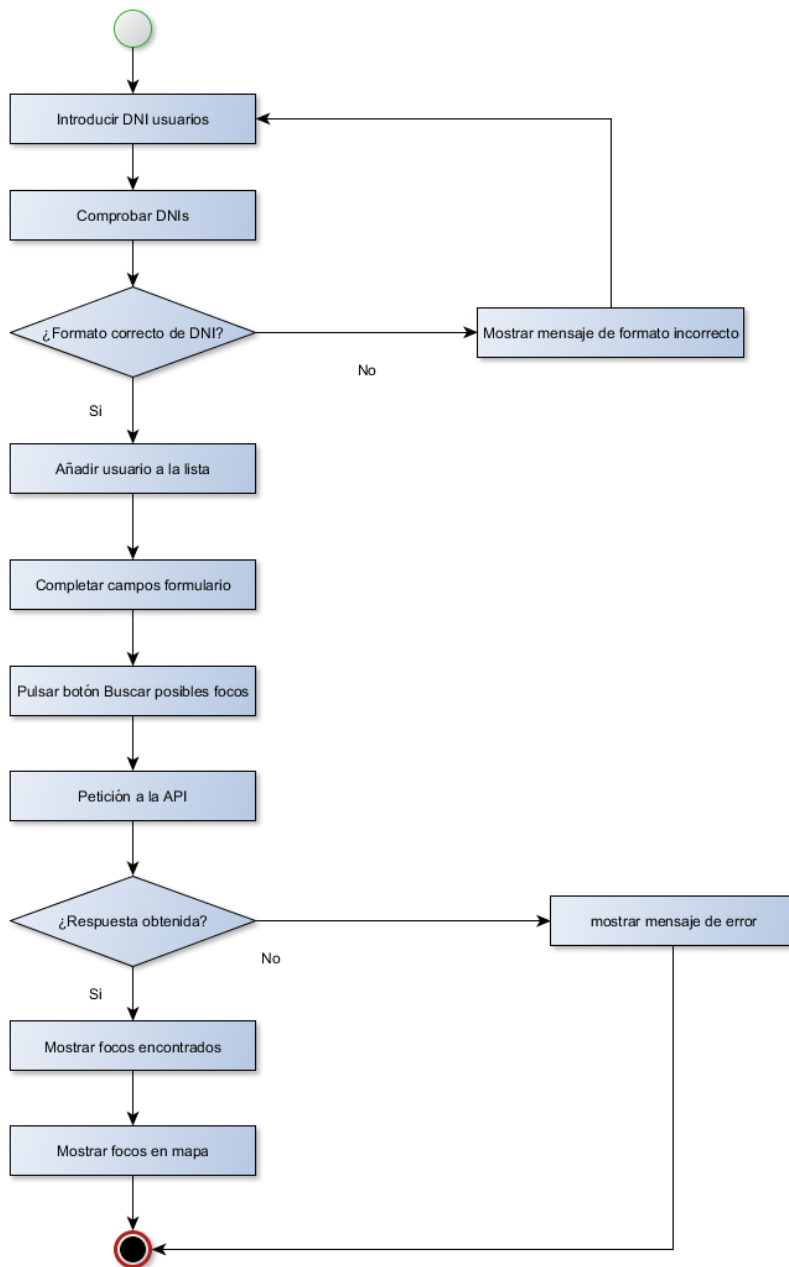 Introducir DNI usuarios
Comprobar DNIs
¿Formato correcto de DNI?
Mostrar mensaje de formato incorrecto
No
Si
Añadir usuario a la lista
Completar campos formulario
Pulsar botón Buscar posibles focos
Petición a la API
¿Respuesta obtenida?
mostrar mensaje de error
No
Si
Mostrar focos encontrados
Mostrar focos en mapa